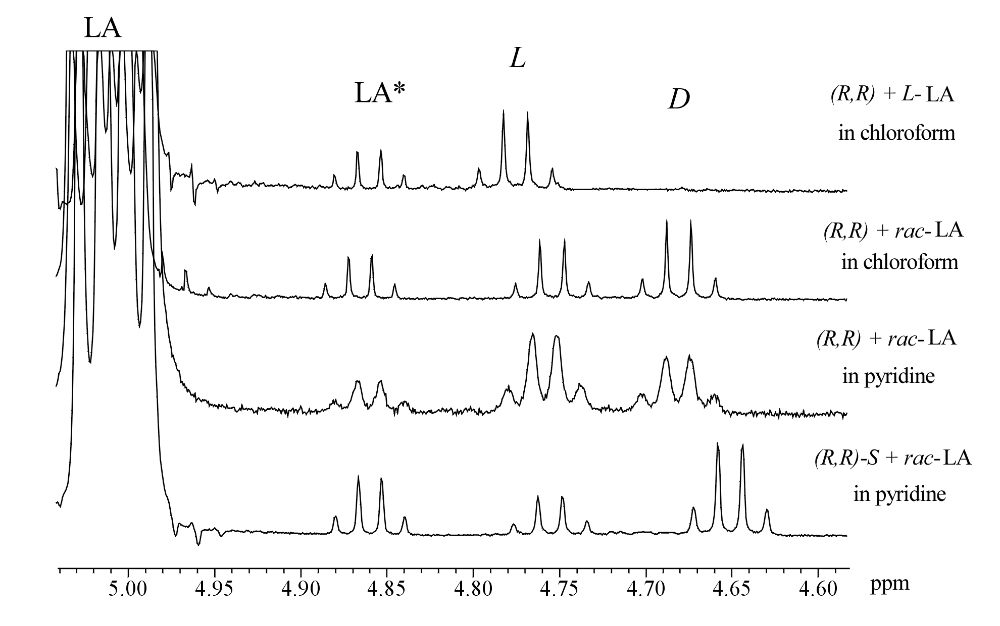 LA
LA*
L
D
(R,R) + L- LA
in chloroform
(R,R) + rac- LA
in chloroform
(R,R) + rac- LA
in pyridine
(R,R)-S + rac- LA
in pyridine
5.00 4.95 4.90 4.85 4.80 4.75 4.70 4.65 4.60 ppm